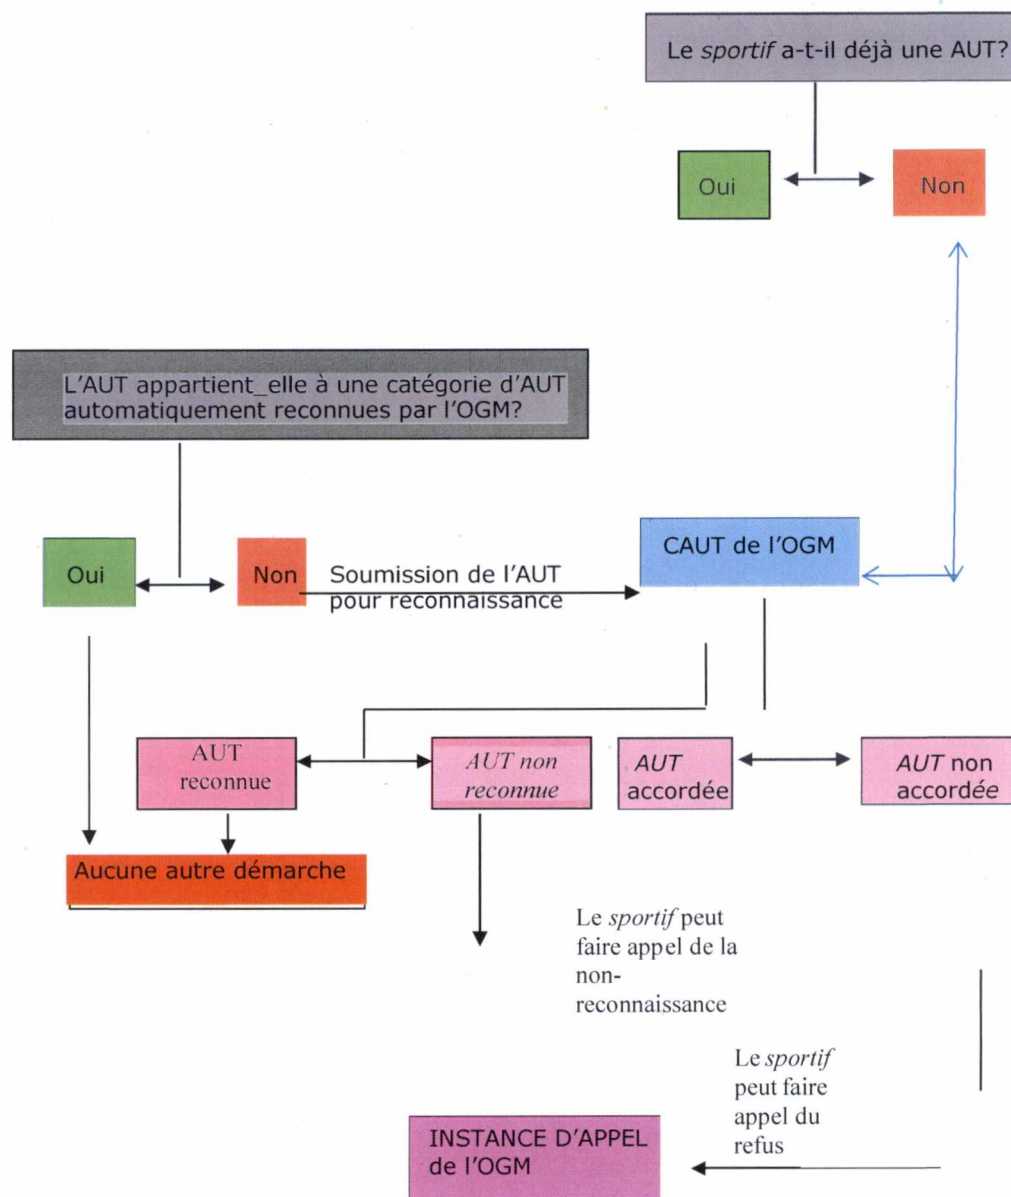 Le sportif a-t-il déjà une AUT?
Oui
Non
L'AUT appartient_elle à une catégorie d'AUT
automatiquement reconnues par l'OGM?
Oui
Non
Soumission de l'AUT
pour reconnaissance
CAUT de l'OGM
AUT
reconnue
AUT non
reconnue
AUT
accordée
AUT non
accordée
Aucune autre démarche
Le sportif peut
faire appel de la
non-
reconnaissance
Le sportif
peut faire
appel du
refus
INSTANCE D'APPEL
de l'OGM